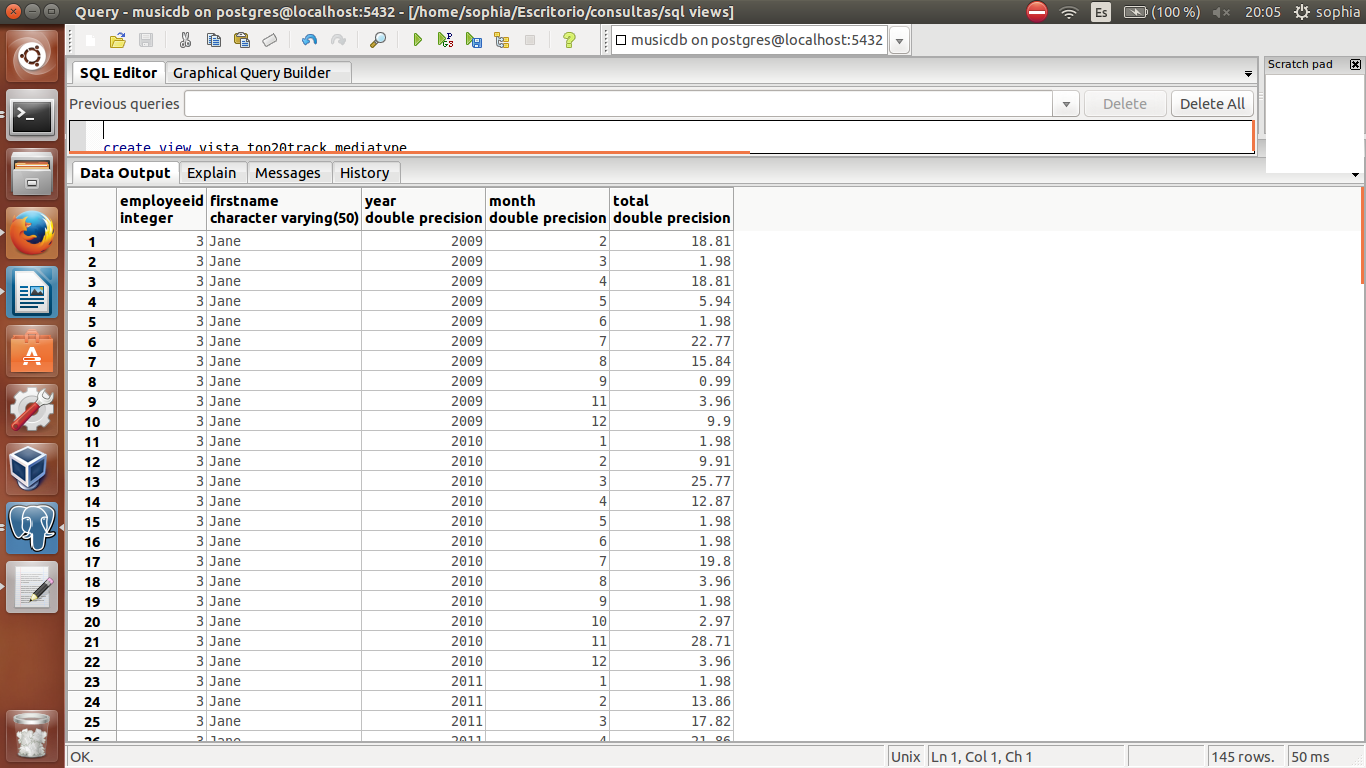 Query - musicdb on postgres@localhost:5432 - [/home/sophia/Escritorio/consultas/sql views]
Es (100 %) 20:05 sophia
musicdb on postgres@localhost:5432
SQL Editor Graphical Query Builder
Scratch pad
Previous queries Delete Delete All
create view vista_top20track_mediatype
Data Output Explain Messages History
employeeid firstname year month total
integer character varying(50) double precision double precision double precision
1 3 Jane 2009 2 18.81
2 3 Jane 2009 3 1.98
3 3 Jane 2009 4 18.81
4 3 Jane 2009 5 5.94
5 3 Jane 2009 6 1.98
6 3 Jane 2009 7 22.77
7 3 Jane 2009 8 15.84
8 3 Jane 2009 9 0.99
9 3 Jane 2009 11 3.96
10 3 Jane 2009 12 9.9
11 3 Jane 2010 1 1.98
12 3 Jane 2010 2 9.91
13 3 Jane 2010 3 25.77
14 3 Jane 2010 4 12.87
15 3 Jane 2010 5 1.98
16 3 Jane 2010 6 1.98
17 3 Jane 2010 7 19.8
18 3 Jane 2010 8 3.96
19 3 Jane 2010 9 1.98
20 3 Jane 2010 10 2.97
21 3 Jane 2010 11 28.71
22 3 Jane 2010 12 3.96
23 3 Jane 2011 1 1.98
24 3 Jane 2011 2 13.86
25 3 Jane 2011 3 17.82
26 3 Jane 2011 4 21.86
OK. Unix Ln 1, Col 1, Ch 1 145 rows. 50 ms